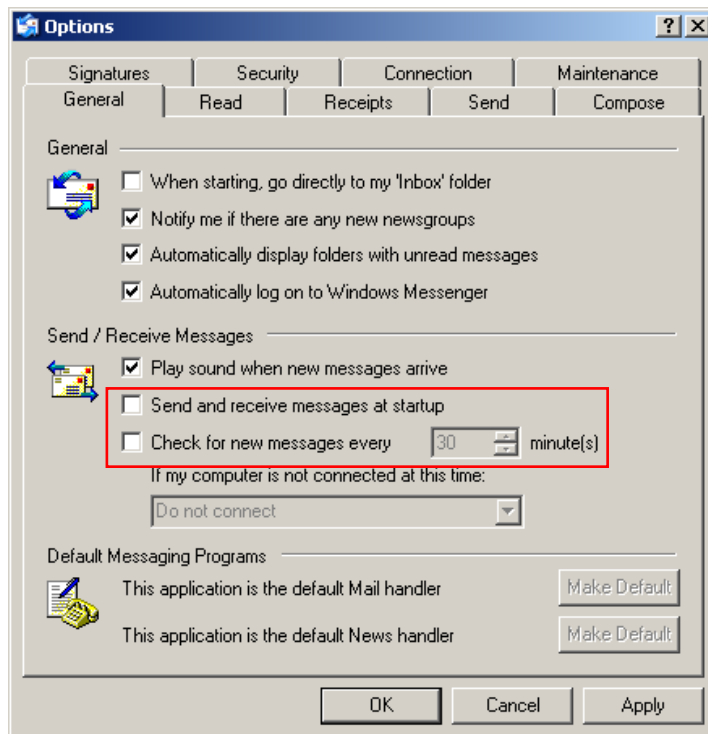 Options
Signatures Security Connection Maintenance
General Read Receipts Send Compose
General
When starting, go directly to my 'Inbox' folder
Notify me if there are any new newsgroups
Automatically display folders with unread messages
Automatically log on to Windows Messenger
Send / Receive Messages
Play sound when new messages arrive
Send and receive messages at startup
Check for new messages every 30 minute(s)
If my computer is not connected at this time:
Do not connect
Default Messaging Programs
This application is the default Mail handler Make Default
This application is the default News handler Make Default
OK Cancel Apply